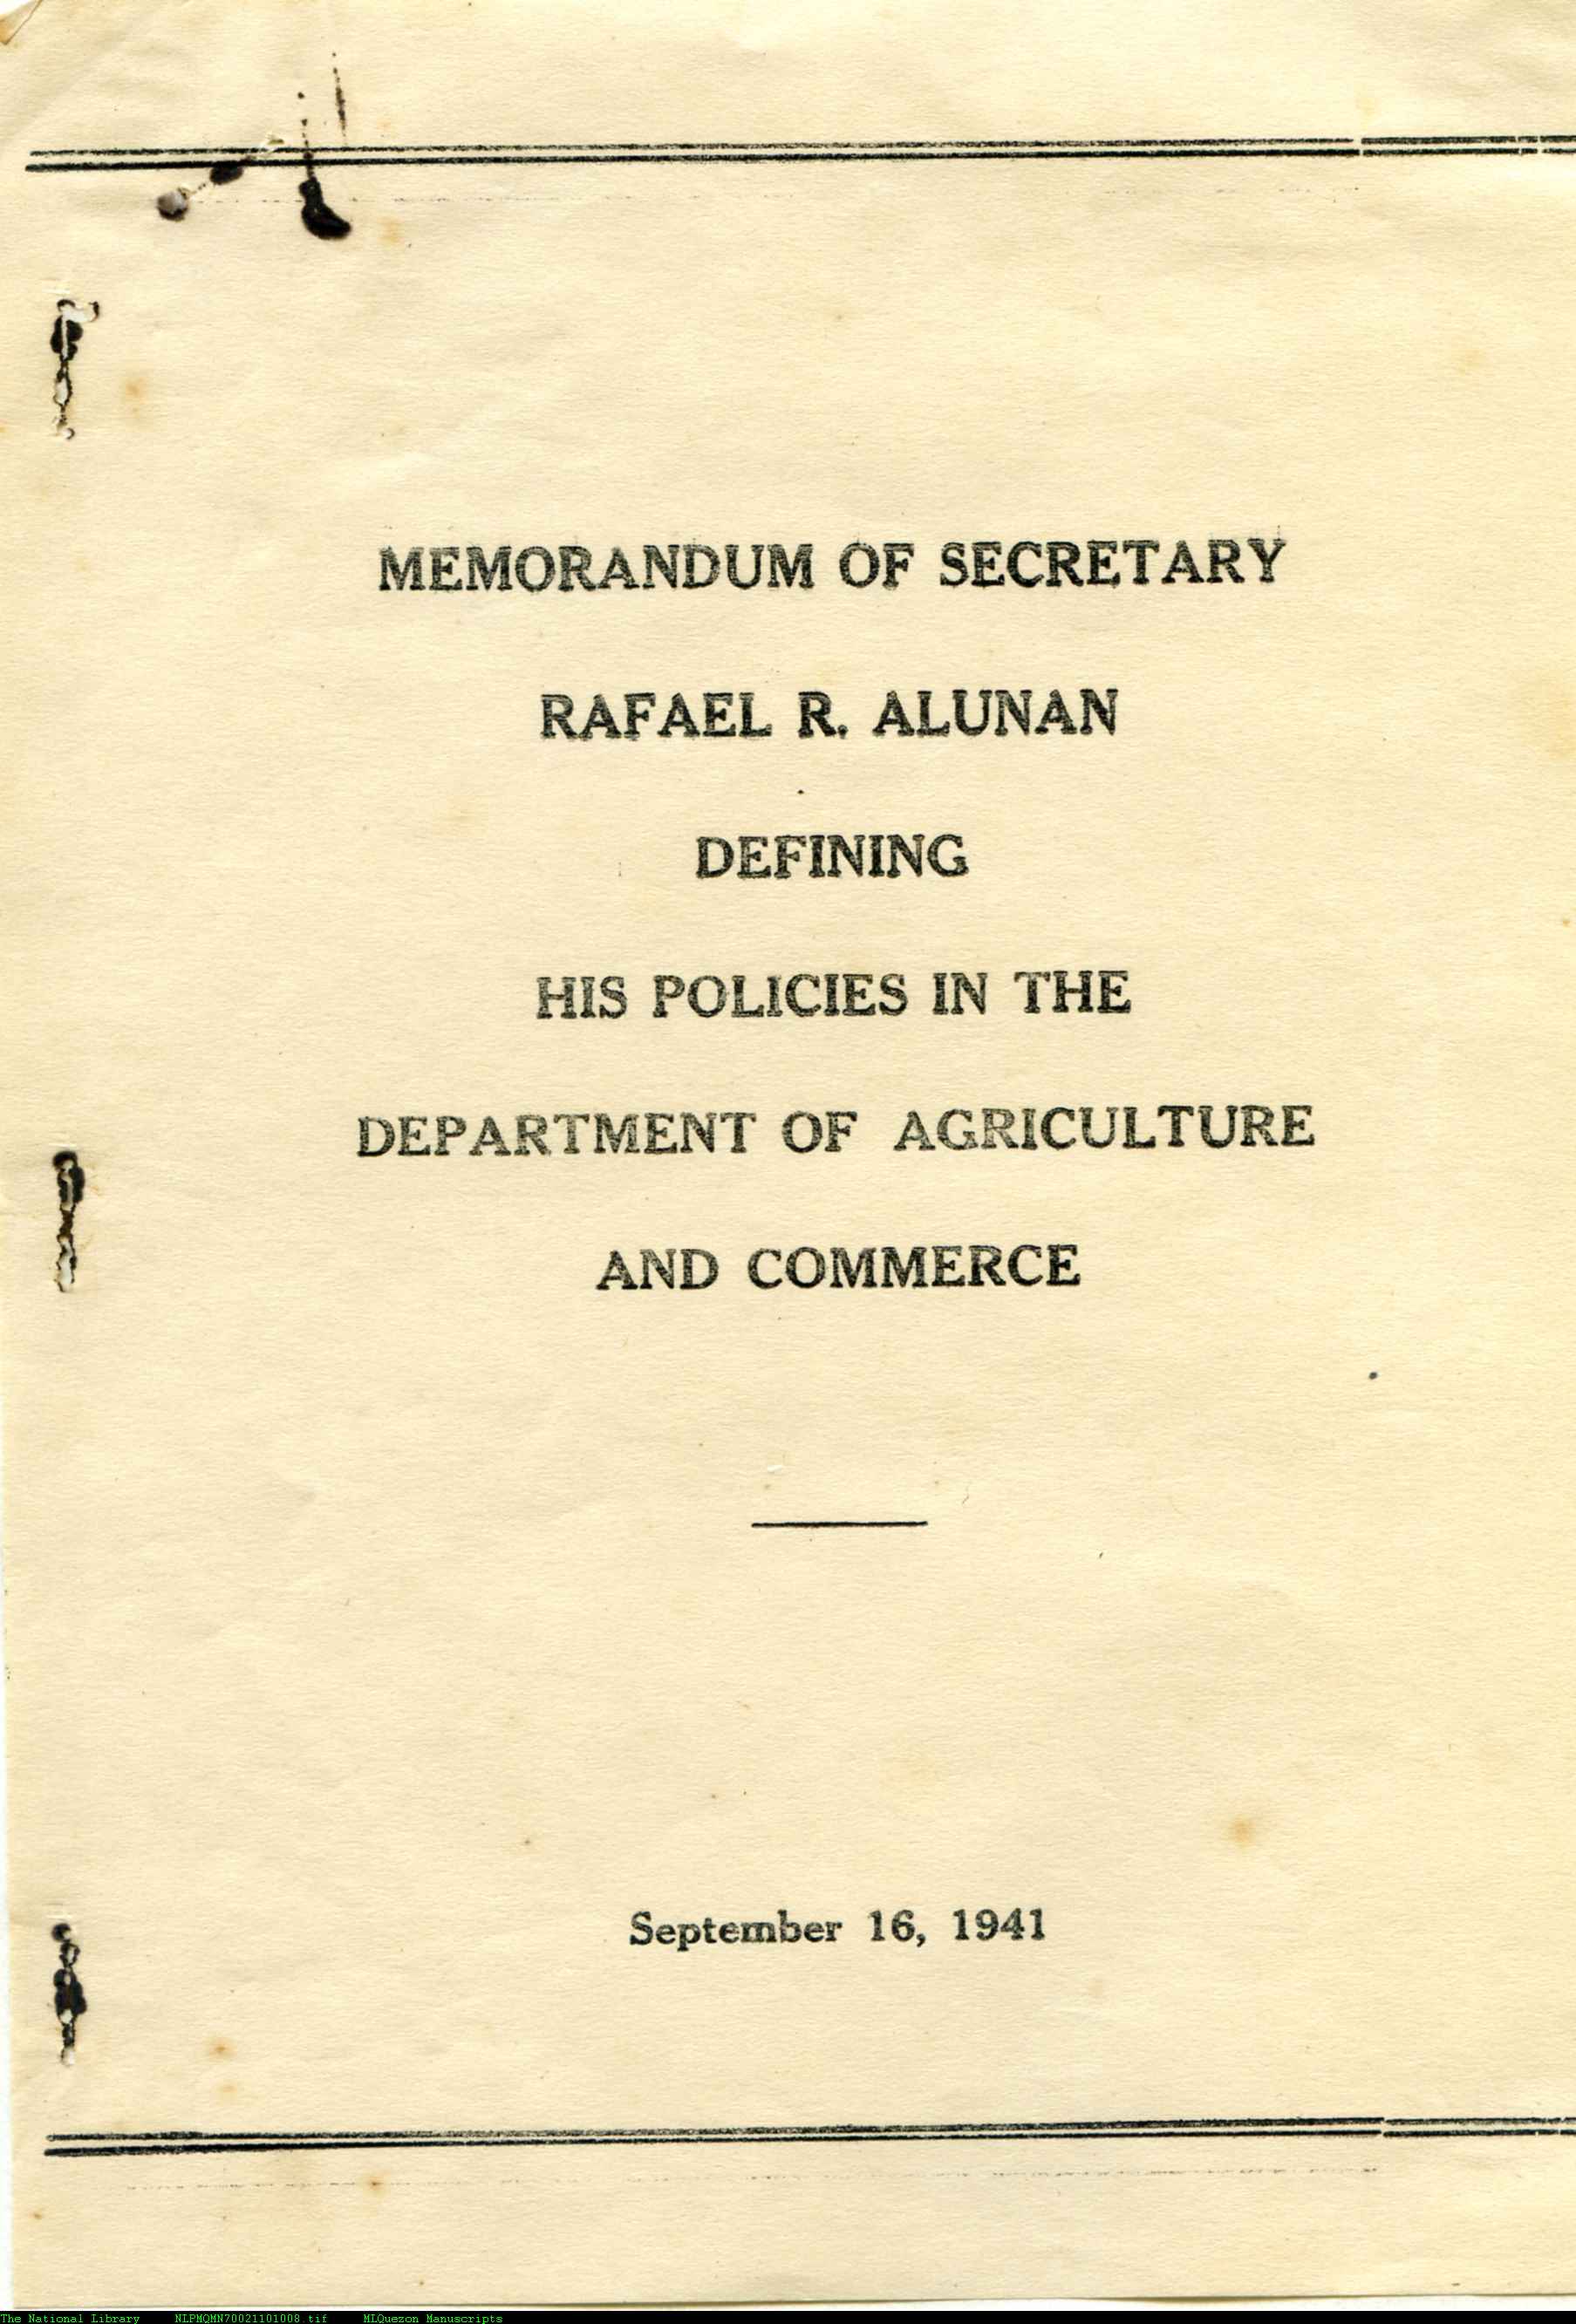 MEMORANDUM OF SECRETARY
RAFAEL R. ALUNAN
DEFINING
HIS POLICIES IN THE
DEPARTMENT OF AGRICULTURE
AND COMMERCE
September 16, 1941
The National Library NLPMQMN70021101008.tif MLQuezon Manuscripts